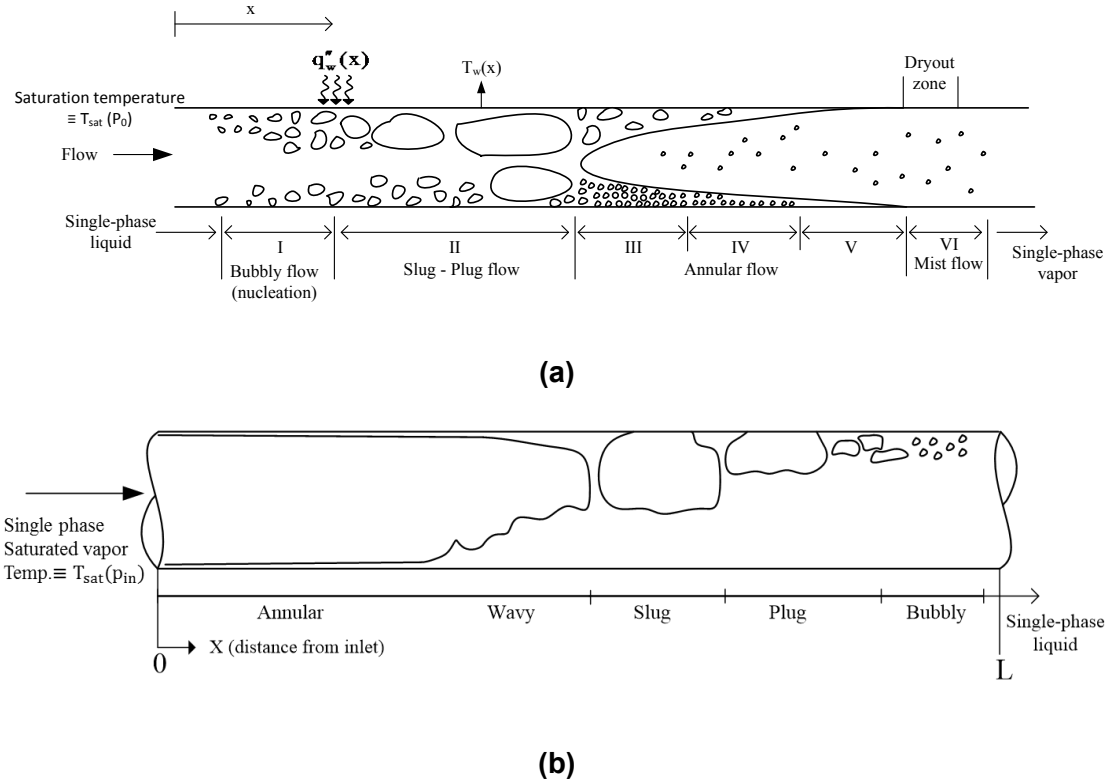 x
q″w(x)
Tw(x)
Dryout
zone
Saturation temperature
≡ Tsat (P0)
Flow
Single-phase
liquid
I
Bubbly flow
(nucleation)
II
Slug - Plug flow
III
IV
V
Annular flow
VI
Mist flow
Single-phase
vapor
(a)
Single phase
Saturated vapor
Temp.≡ Tsat(pin)
Annular
Wavy
Slug
Plug
Bubbly
Single-phase
liquid
0
X (distance from inlet)
L
(b)